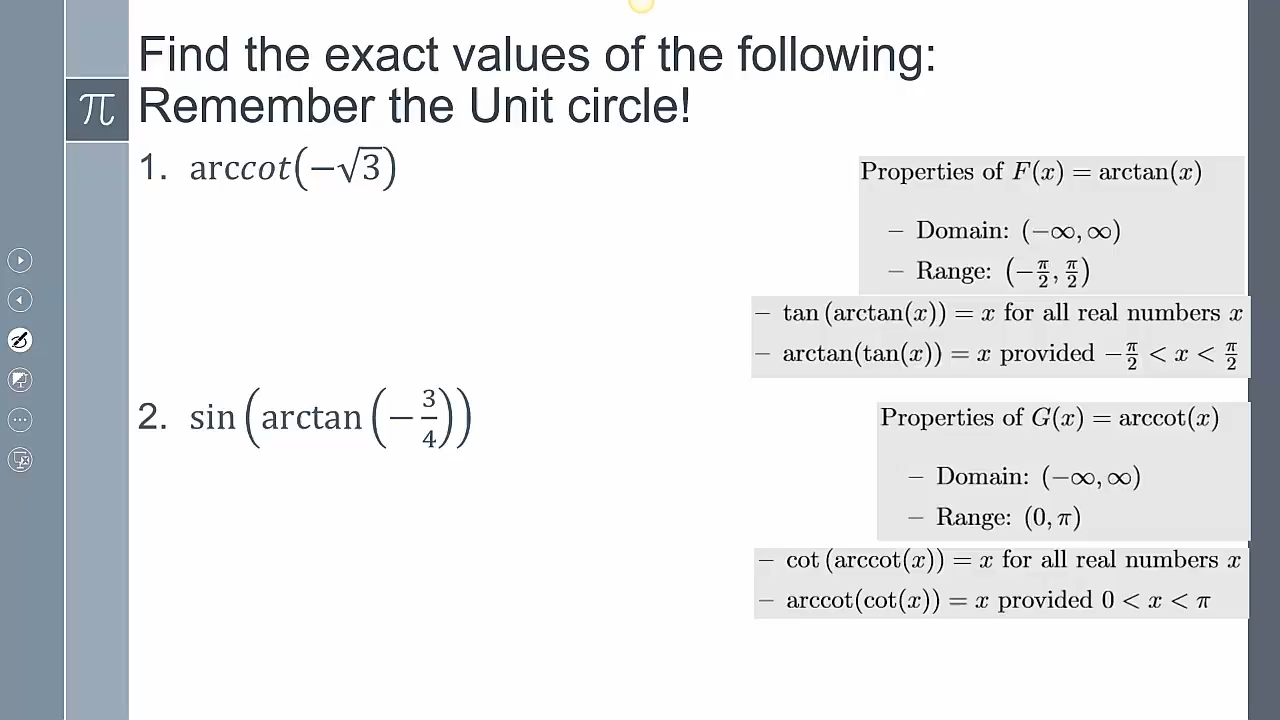 Find the exact values of the following:
π
Remember the Unit circle!
1. arccot(−√3)
Properties of F(x) = arctan(x)
– Domain: (−∞, ∞)
– Range: (−π/2, π/2)
– tan (arctan(x)) = x for all real numbers x
– arctan(tan(x)) = x provided −π/2 < x < π/2
2. sin(arctan(−3/4))
Properties of G(x) = arccot(x)
– Domain: (−∞, ∞)
– Range: (0, π)
– cot (arccot(x)) = x for all real numbers x
– arccot(cot(x)) = x provided 0 < x < π